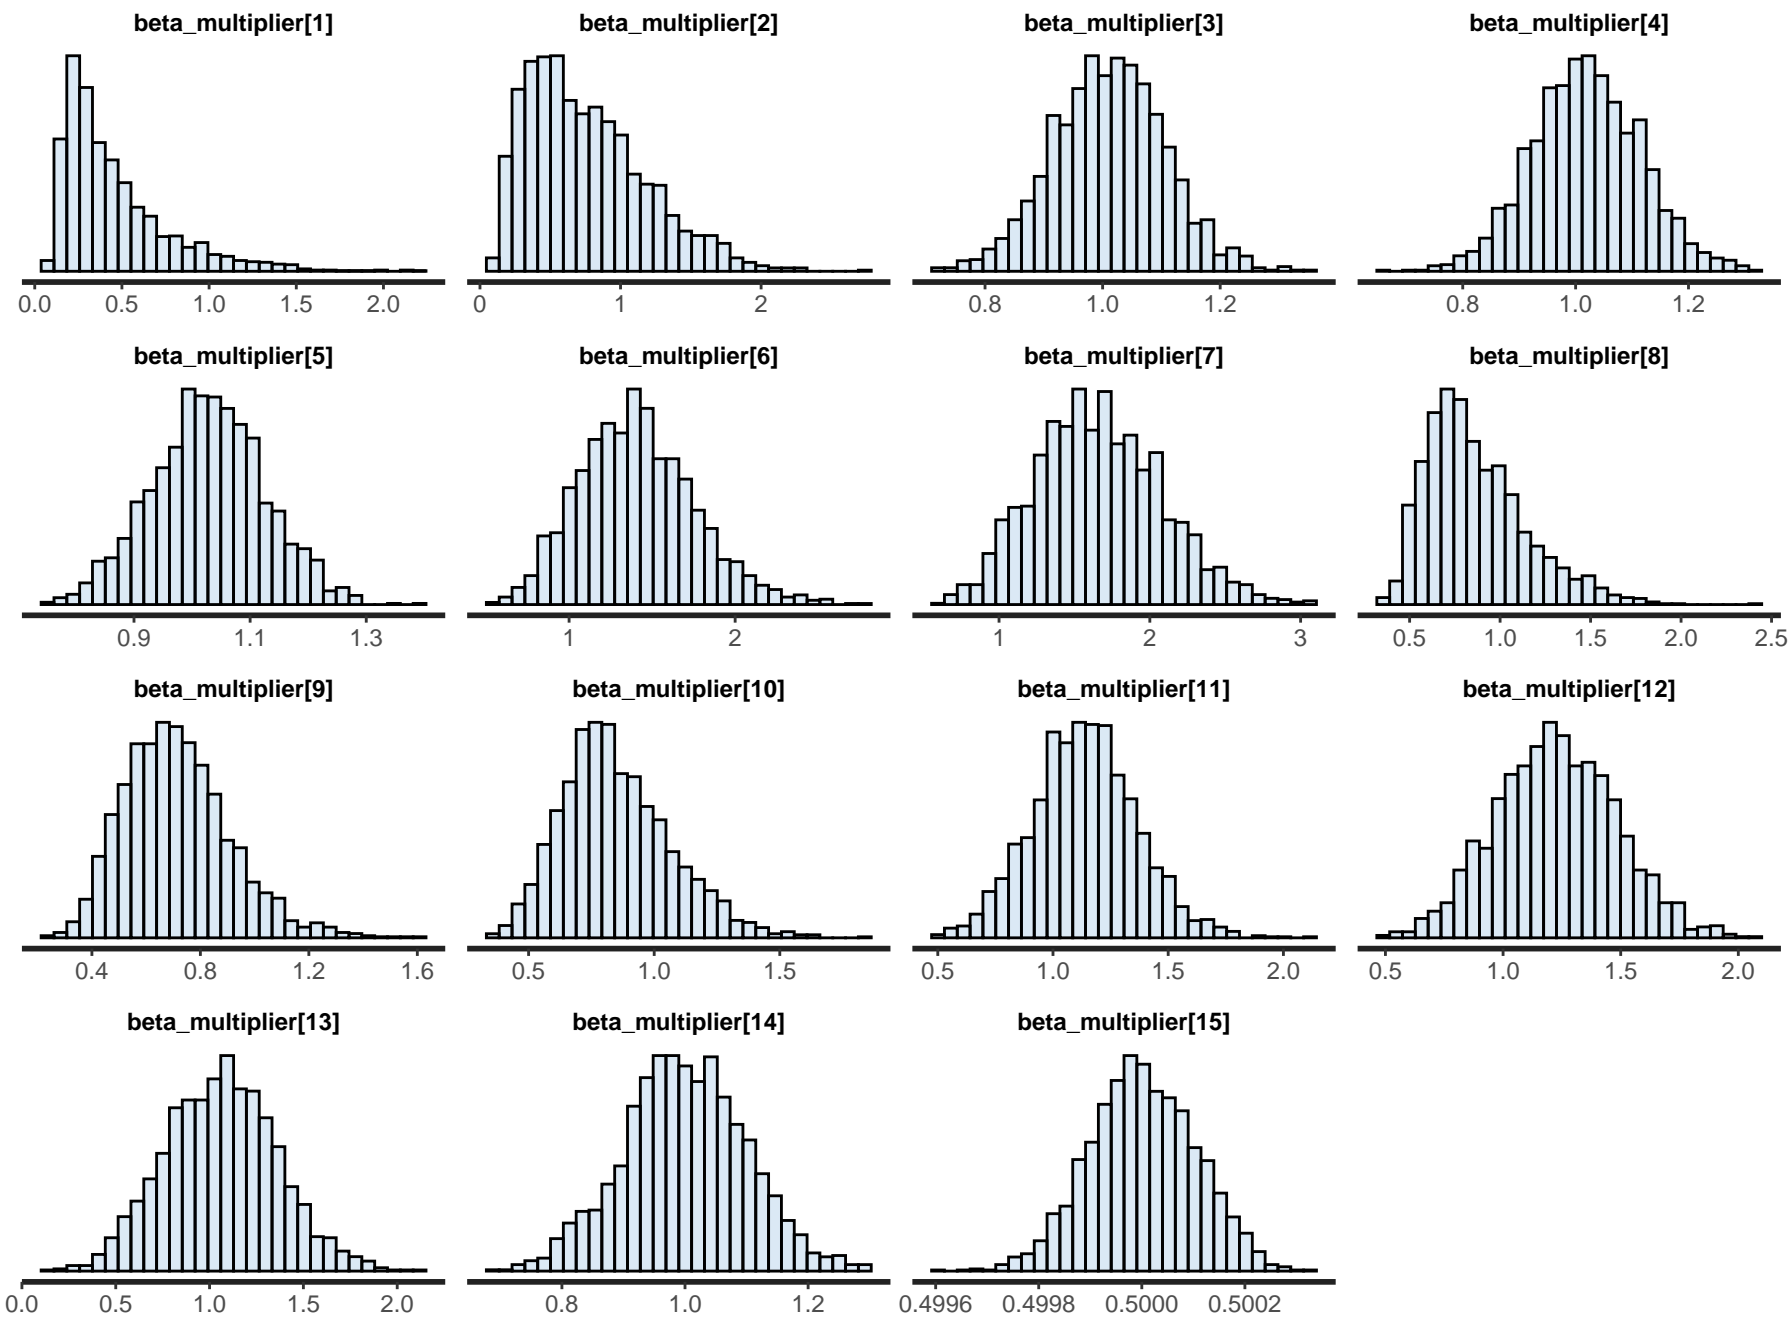 beta_multiplier[1] beta_multiplier[2] beta_multiplier[3] beta_multiplier[4]
0.0 0.5 1.0 1.5 2.0 0 1 2 0.8 1.0 1.2 0.8 1.0 1.2
beta_multiplier[5] beta_multiplier[6] beta_multiplier[7] beta_multiplier[8]
0.9 1.1 1.3 1 2 1 2 3 0.5 1.0 1.5 2.0 2.5
beta_multiplier[9] beta_multiplier[10] beta_multiplier[11] beta_multiplier[12]
0.4 0.8 1.2 1.6 0.5 1.0 1.5 0.5 1.0 1.5 2.0 0.5 1.0 1.5 2.0
beta_multiplier[13] beta_multiplier[14] beta_multiplier[15]
0.0 0.5 1.0 1.5 2.0 0.8 1.0 1.2 0.4996 0.4998 0.5000 0.5002